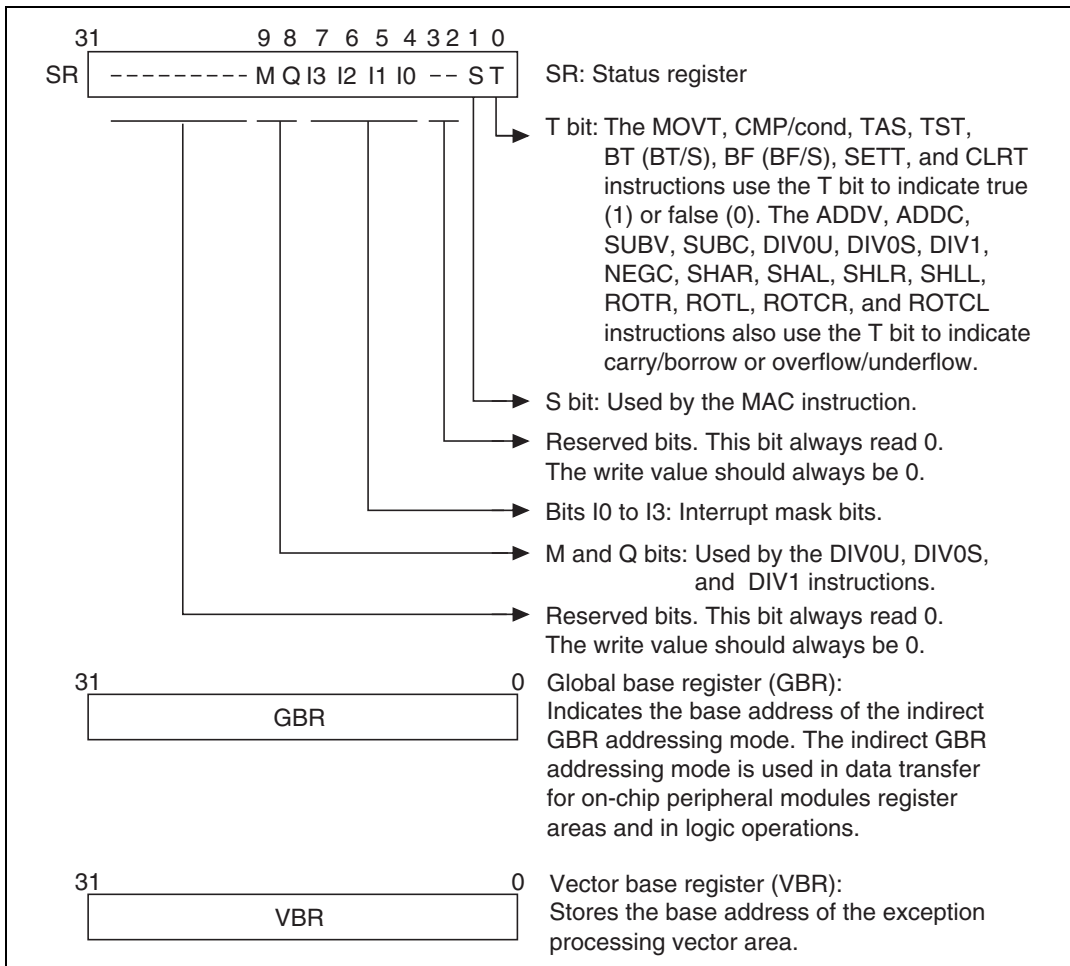 31 9 8 7 6 5 4 3 2 1 0
SR ---------- M Q I3 I2 I1 I0 -- S T
SR: Status register
T bit: The MOVT, CMP/cond, TAS, TST,
BT (BT/S), BF (BF/S), SETT, and CLRT
instructions use the T bit to indicate true
(1) or false (0). The ADDV, ADDC,
SUBV, SUBC, DIV0U, DIV0S, DIV1,
NEGC, SHAR, SHAL, SHLR, SHLL,
ROTR, ROTL, ROTCR, and ROTCL
instructions also use the T bit to indicate
carry/borrow or overflow/underflow.
S bit: Used by the MAC instruction.
Reserved bits. This bit always read 0.
The write value should always be 0.
Bits I0 to I3: Interrupt mask bits.
M and Q bits: Used by the DIV0U, DIV0S,
and DIV1 instructions.
Reserved bits. This bit always read 0.
The write value should always be 0.
31 0
GBR
Global base register (GBR):
Indicates the base address of the indirect
GBR addressing mode. The indirect GBR
addressing mode is used in data transfer
for on-chip peripheral modules register
areas and in logic operations.
31 0
VBR
Vector base register (VBR):
Stores the base address of the exception
processing vector area.